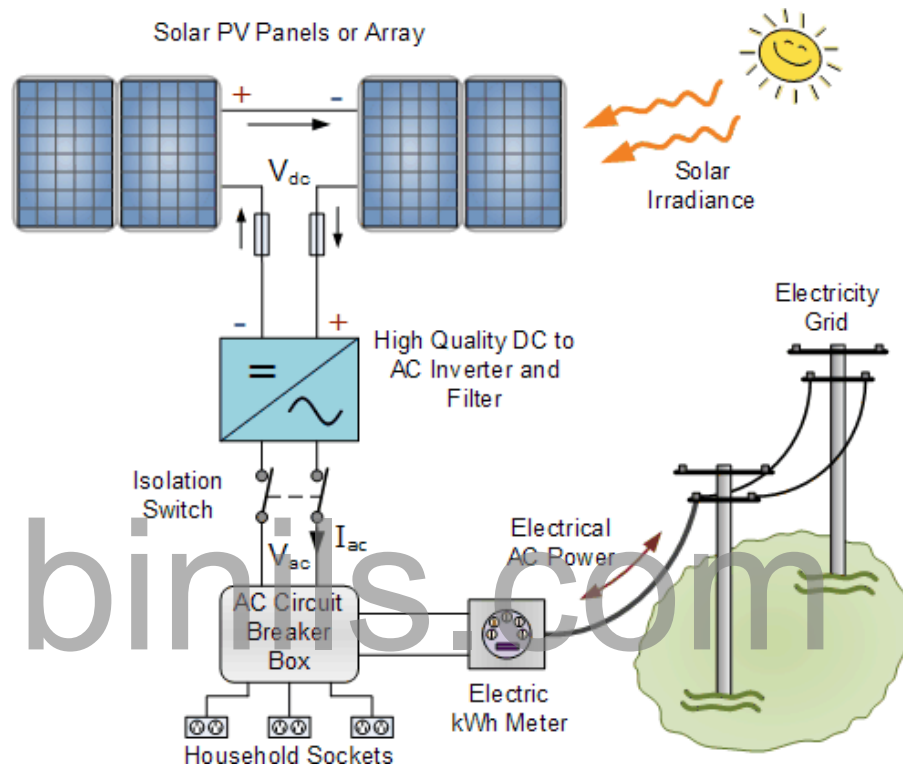 Solar PV Panels or Array
+
-
Vdc
Solar
Irradiance
-
+
High Quality DC to
AC Inverter and
Filter
=
Electricity
Grid
Isolation
Switch
Vac
Iac
Electrical
AC Power
AC Circuit
Breaker
Box
binils.com
Electric
kWh Meter
Household Sockets